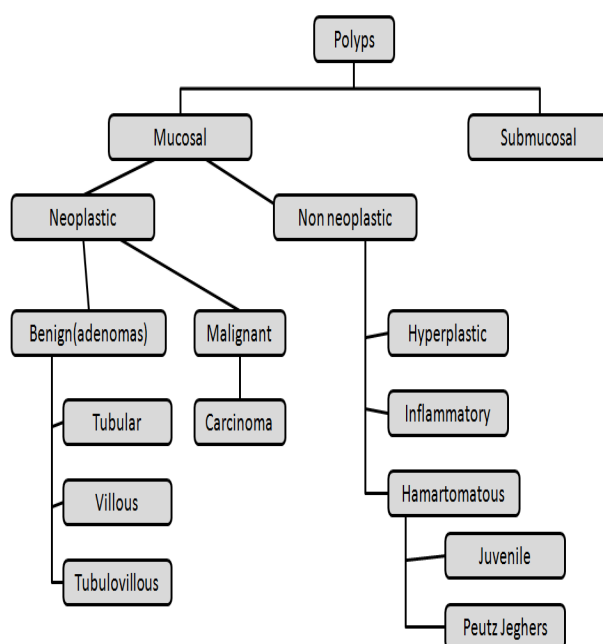 Polyps
Mucosal
Submucosal
Neoplastic
Non neoplastic
Benign(adenomas)
Malignant
Hyperplastic
Tubular
Carcinoma
Inflammatory
Villous
Hamartomatous
Juvenile
Tubulovillous
Peutz Jeghers